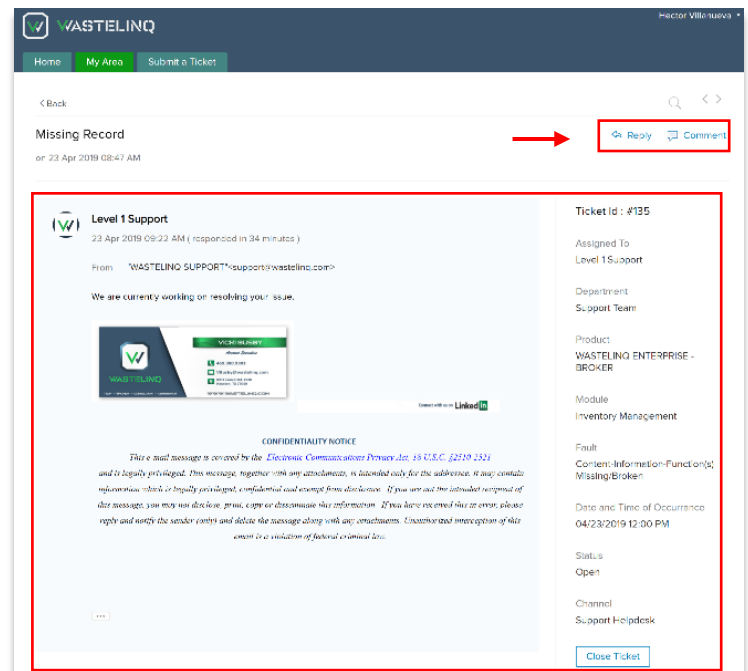 WASTELINQ
Hector Villanueva
Home My Area Submit a Ticket
Back
Missing Record
Reply Comment
on 23 Apr 2019 08:47 AM
Level 1 Support
23 Apr 2019 09:22 AM ( responded in 34 minutes )
From "WASTELINQ SUPPORT"<support@wastelinq.com>
We are currently working on resolving your issue.
VICKI BUSBY
WASTELINQ
WWW.WASTELINQ.COM
Connect with us on Linked in
CONFIDENTIALITY NOTICE
This e-mail message is covered by the Electronic Communications Privacy Act, 18 U.S.C. §2510-2521
and is legally privileged. This message, together with any attachments, is intended only for the addressee. It may contain
information which is legally privileged, confidential and exempt from disclosure. If you are not the intended recipient of
this message, you may not disclose, print, copy or disseminate this information. If you have received this in error, please
reply and notify the sender (only) and delete the message along with any attachments. Unauthorized interception of this
email is a violation of federal criminal law.
Ticket Id : #135
Assigned To
Level 1 Support
Department
Support Team
Product
WASTELINQ ENTERPRISE -
BROKER
Module
Inventory Management
Fault
Content-Information-Function(s)
Missing/Broken
Date and Time of Occurrance
04/23/2019 12:00 PM
Status
Open
Channel
Support Helpdesk
Close Ticket